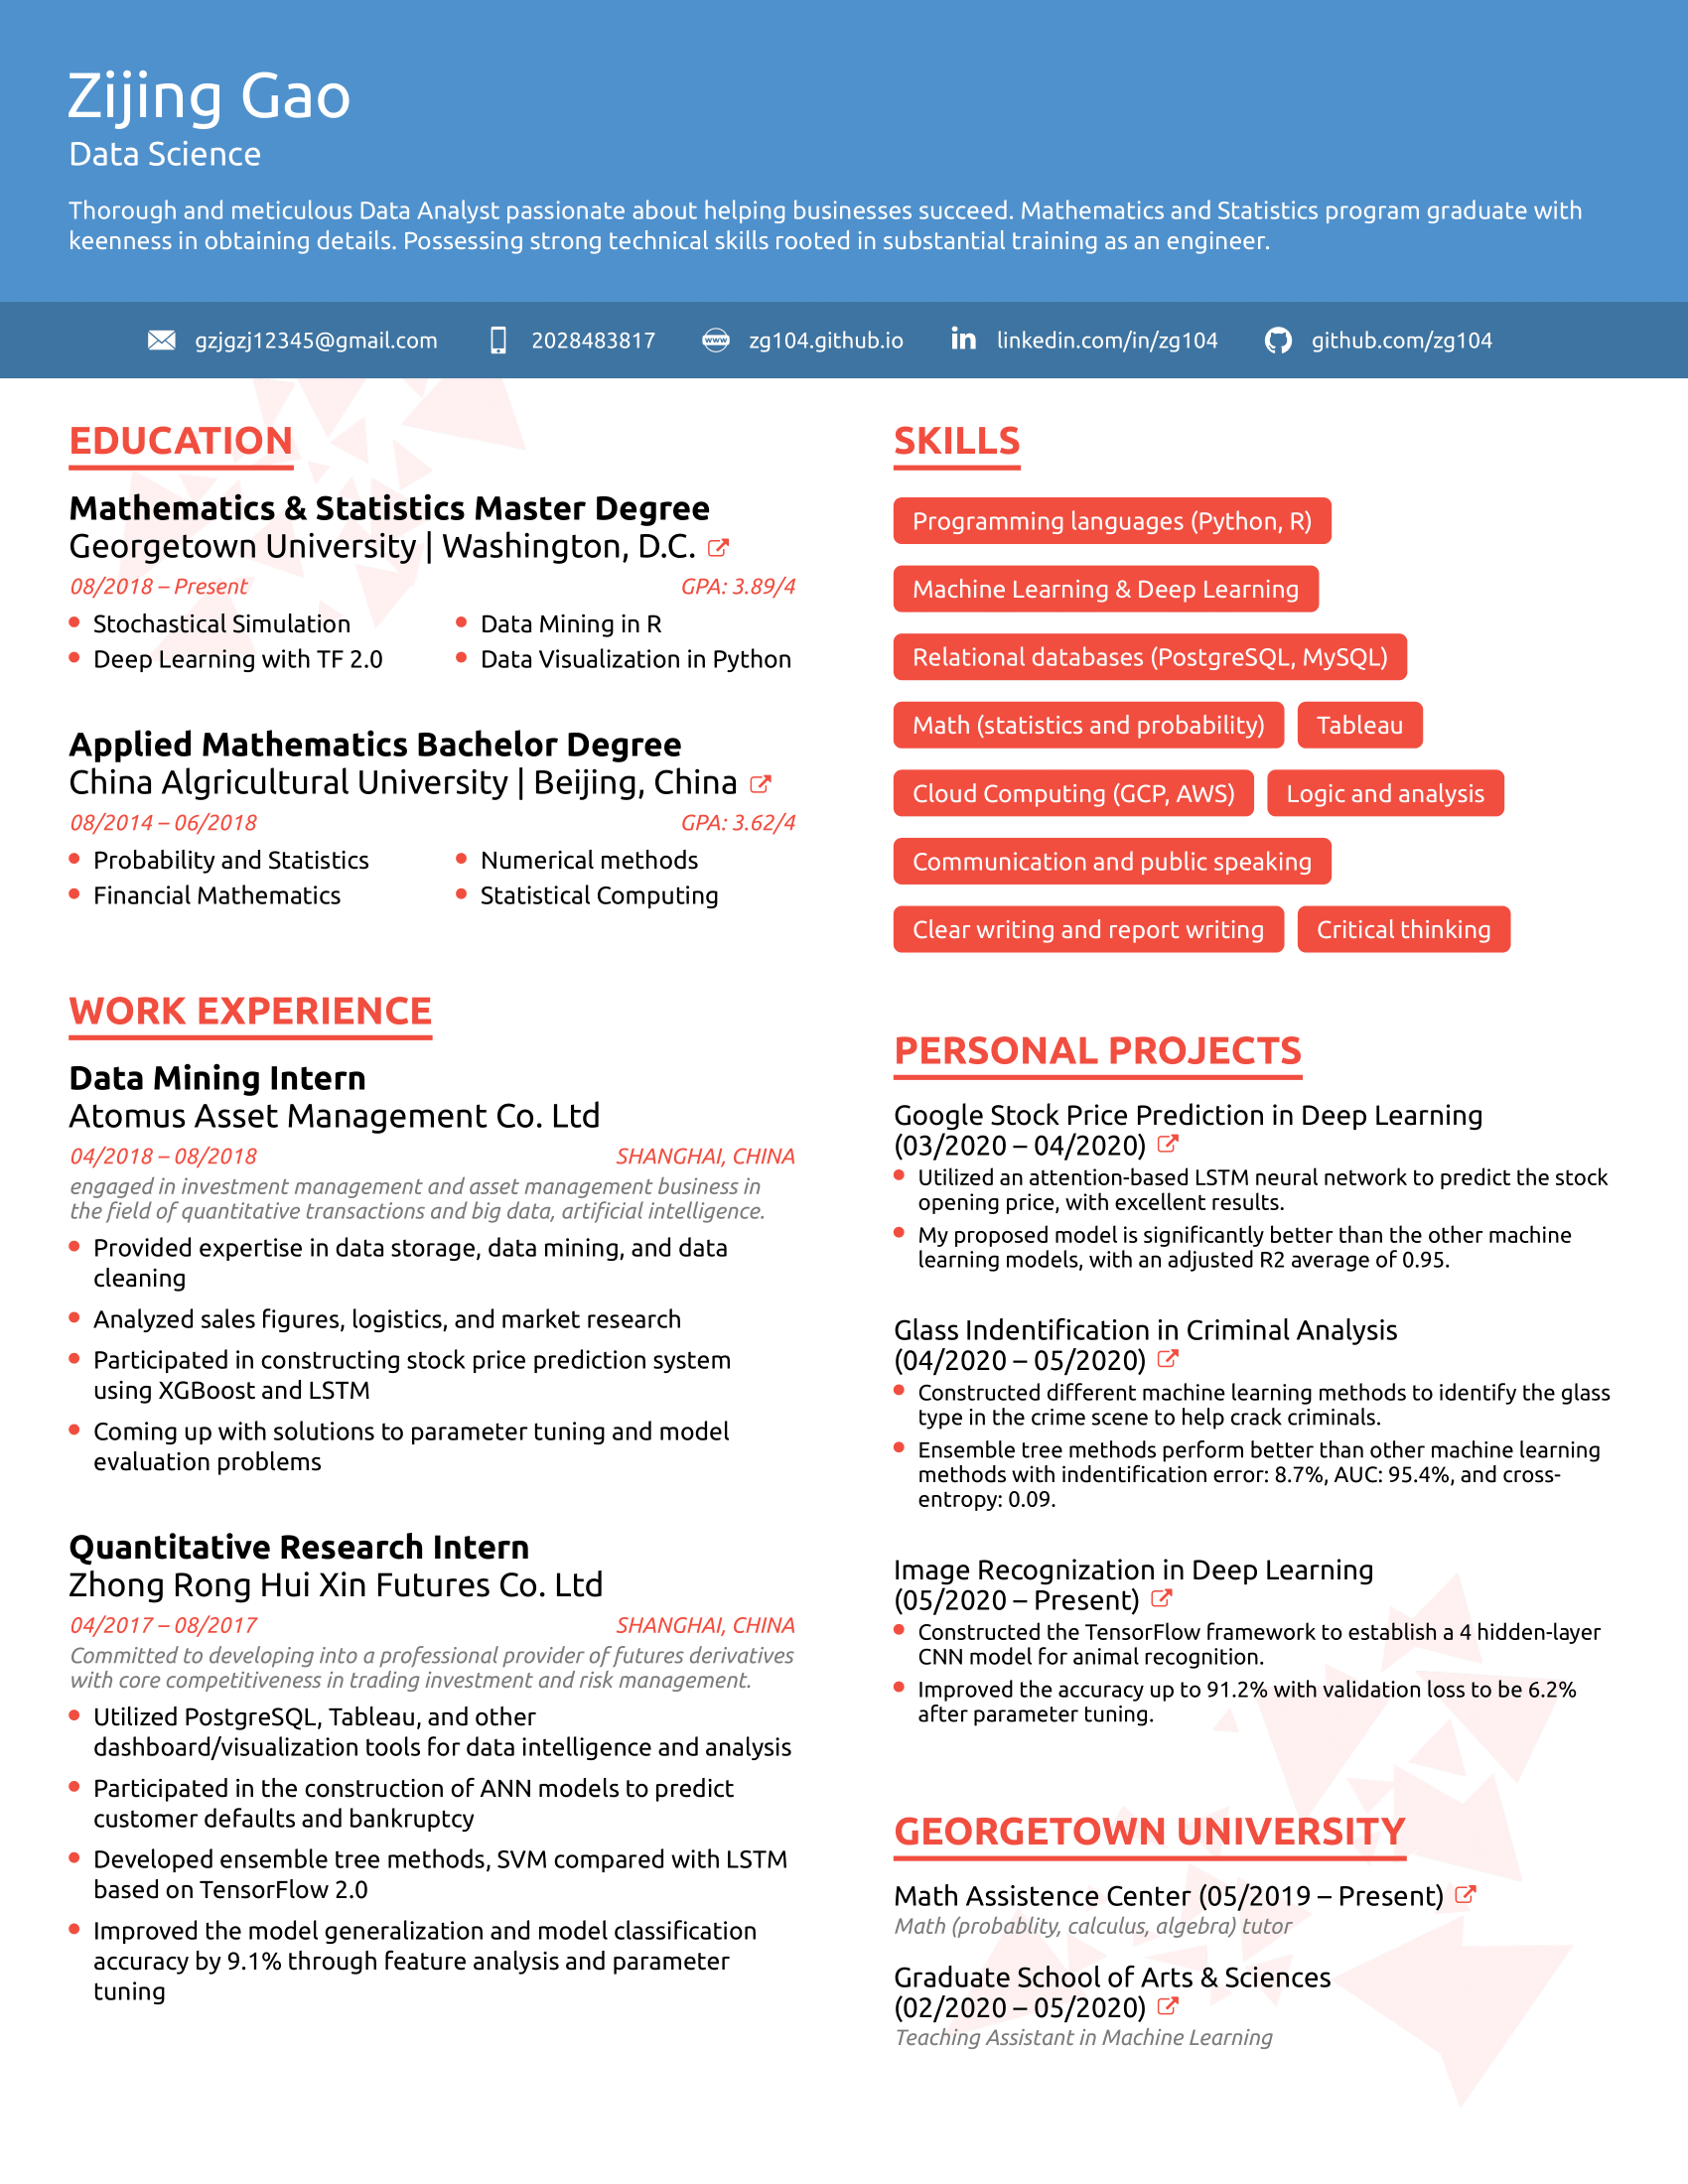 Zijing Gao
Data Science
Thorough and meticulous Data Analyst passionate about helping businesses succeed. Mathematics and Statistics program graduate with
keenness in obtaining details. Possessing strong technical skills rooted in substantial training as an engineer.
gzjgzj12345@gmail.com
2028483817
www
zg104.github.io
in
linkedin.com/in/zg104
github.com/zg104
EDUCATION
Mathematics & Statistics Master Degree
Georgetown University | Washington, D.C.
08/2018 – Present
GPA: 3.89/4
Stochastical Simulation
Data Mining in R
Deep Learning with TF 2.0
Data Visualization in Python
Applied Mathematics Bachelor Degree
China Algricultural University | Beijing, China
08/2014 – 06/2018
GPA: 3.62/4
Probability and Statistics
Numerical methods
Financial Mathematics
Statistical Computing
WORK EXPERIENCE
Data Mining Intern
Atomus Asset Management Co. Ltd
04/2018 – 08/2018
SHANGHAI, CHINA
engaged in investment management and asset management business in
the field of quantitative transactions and big data, artificial intelligence.
Provided expertise in data storage, data mining, and data
cleaning
Analyzed sales figures, logistics, and market research
Participated in constructing stock price prediction system
using XGBoost and LSTM
Coming up with solutions to parameter tuning and model
evaluation problems
Quantitative Research Intern
Zhong Rong Hui Xin Futures Co. Ltd
04/2017 – 08/2017
SHANGHAI, CHINA
Committed to developing into a professional provider of futures derivatives
with core competitiveness in trading investment and risk management.
Utilized PostgreSQL, Tableau, and other
dashboard/visualization tools for data intelligence and analysis
Participated in the construction of ANN models to predict
customer defaults and bankruptcy
Developed ensemble tree methods, SVM compared with LSTM
based on TensorFlow 2.0
Improved the model generalization and model classification
accuracy by 9.1% through feature analysis and parameter
tuning
SKILLS
Programming languages (Python, R)
Machine Learning & Deep Learning
Relational databases (PostgreSQL, MySQL)
Math (statistics and probability)
Tableau
Cloud Computing (GCP, AWS)
Logic and analysis
Communication and public speaking
Clear writing and report writing
Critical thinking
PERSONAL PROJECTS
Google Stock Price Prediction in Deep Learning
(03/2020 – 04/2020)
Utilized an attention-based LSTM neural network to predict the stock
opening price, with excellent results.
My proposed model is significantly better than the other machine
learning models, with an adjusted R2 average of 0.95.
Glass Indentification in Criminal Analysis
(04/2020 – 05/2020)
Constructed different machine learning methods to identify the glass
type in the crime scene to help crack criminals.
Ensemble tree methods perform better than other machine learning
methods with indentification error: 8.7%, AUC: 95.4%, and cross-
entropy: 0.09.
Image Recognization in Deep Learning
(05/2020 – Present)
Constructed the TensorFlow framework to establish a 4 hidden-layer
CNN model for animal recognition.
Improved the accuracy up to 91.2% with validation loss to be 6.2%
after parameter tuning.
GEORGETOWN UNIVERSITY
Math Assistence Center (05/2019 – Present)
Math (probablity, calculus, algebra) tutor
Graduate School of Arts & Sciences
(02/2020 – 05/2020)
Teaching Assistant in Machine Learning